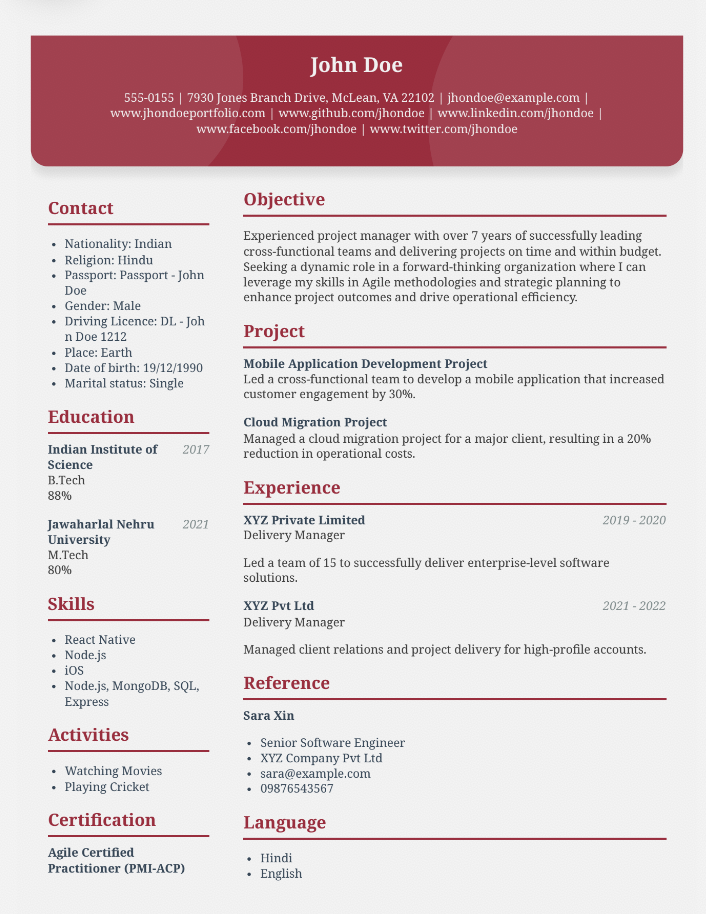 John Doe
555-0155 | 7930 Jones Branch Drive, McLean, VA 22102 | jhondoe@example.com |
www.jhondoeportfolio.com | www.github.com/jhondoe | www.linkedin.com/jhondoe |
www.facebook.com/jhondoe | www.twitter.com/jhondoe
Contact
• Nationality: Indian
• Religion: Hindu
• Passport: Passport - John
Doe
• Gender: Male
• Driving Licence: DL - Joh
n Doe 1212
• Place: Earth
• Date of birth: 19/12/1990
• Marital status: Single
Education
Indian Institute of 2017
Science
B.Tech
88%
Jawaharlal Nehru 2021
University
M.Tech
80%
Skills
• React Native
• Node.js
• iOS
• Node.js, MongoDB, SQL,
Express
Activities
• Watching Movies
• Playing Cricket
Certification
Agile Certified
Practitioner (PMI-ACP)
Objective
Experienced project manager with over 7 years of successfully leading
cross-functional teams and delivering projects on time and within budget.
Seeking a dynamic role in a forward-thinking organization where I can
leverage my skills in Agile methodologies and strategic planning to
enhance project outcomes and drive operational efficiency.
Project
Mobile Application Development Project
Led a cross-functional team to develop a mobile application that increased
customer engagement by 30%.
Cloud Migration Project
Managed a cloud migration project for a major client, resulting in a 20%
reduction in operational costs.
Experience
XYZ Private Limited 2019 - 2020
Delivery Manager
Led a team of 15 to successfully deliver enterprise-level software
solutions.
XYZ Pvt Ltd 2021 - 2022
Delivery Manager
Managed client relations and project delivery for high-profile accounts.
Reference
Sara Xin
• Senior Software Engineer
• XYZ Company Pvt Ltd
• sara@example.com
• 09876543567
Language
• Hindi
• English